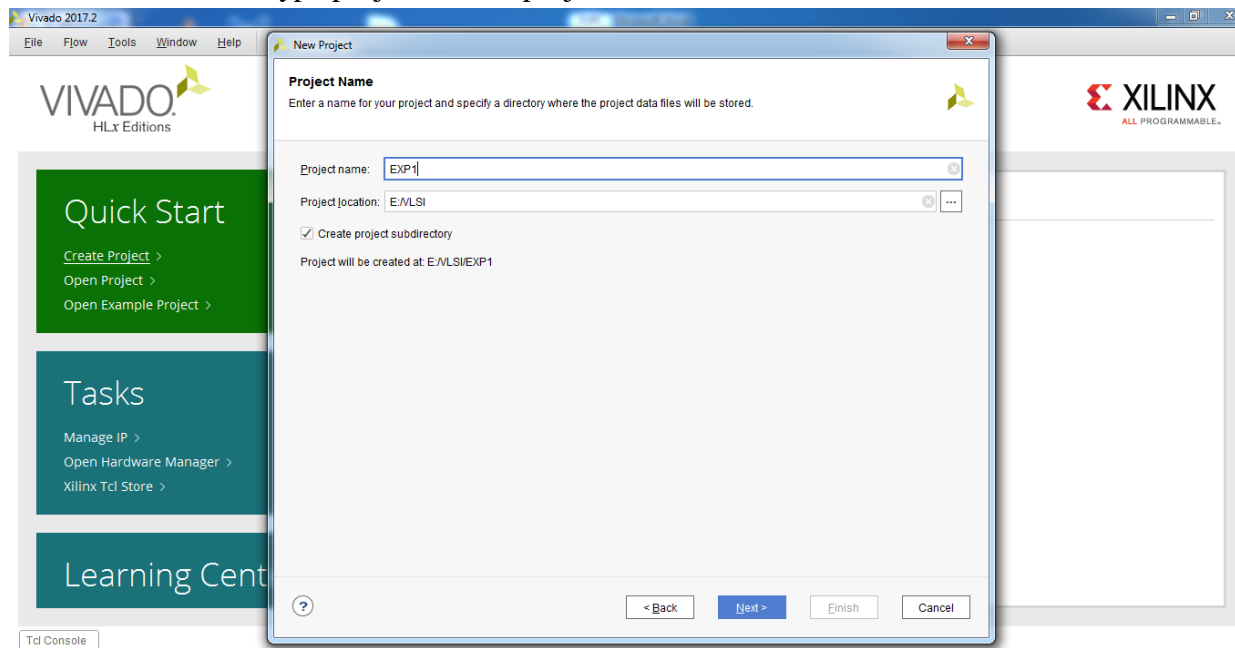 Vivado 2017.2
File Flow Tools Window Help
New Project
Project Name
Enter a name for your project and specify a directory where the project data files will be stored.
VIVADO.
HLx Editions
XILINX
ALL PROGRAMMABLE.
Project name: EXP1
Project location: E:/VLSI
Create project subdirectory
Project will be created at: E:/VLSI/EXP1
Quick Start
Create Project >
Open Project >
Open Example Project >
Tasks
Manage IP >
Open Hardware Manager >
Xilinx Tcl Store >
Learning Cent
? < Back Next > Finish Cancel
Tcl Console